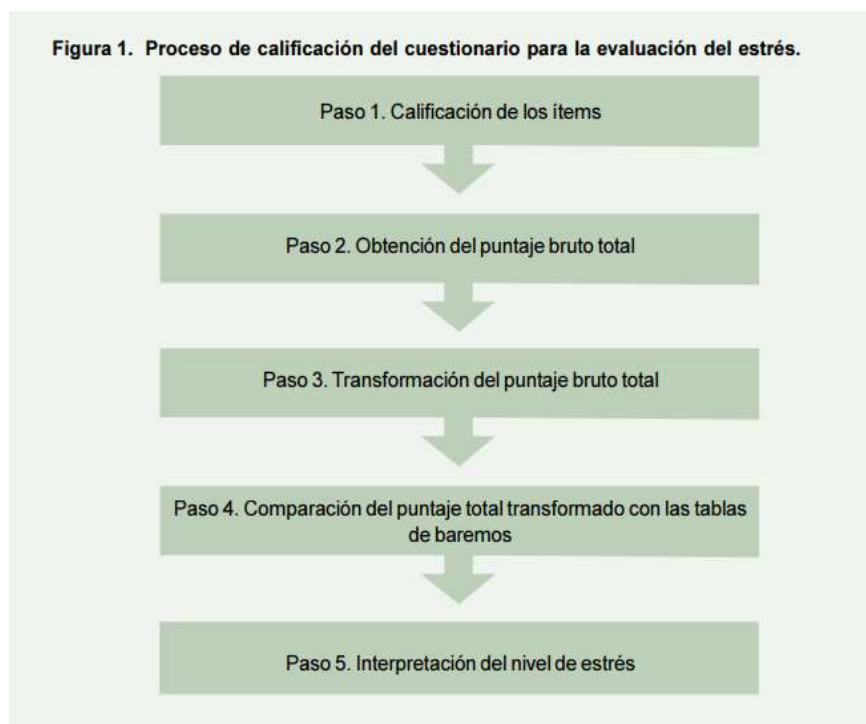 Figura 1. Proceso de calificación del cuestionario para la evaluación del estrés.
Paso 1. Calificación de los ítems
Paso 2. Obtención del puntaje bruto total
Paso 3. Transformación del puntaje bruto total
Paso 4. Comparación del puntaje total transformado con las tablas
de baremos
Paso 5. Interpretación del nivel de estrés